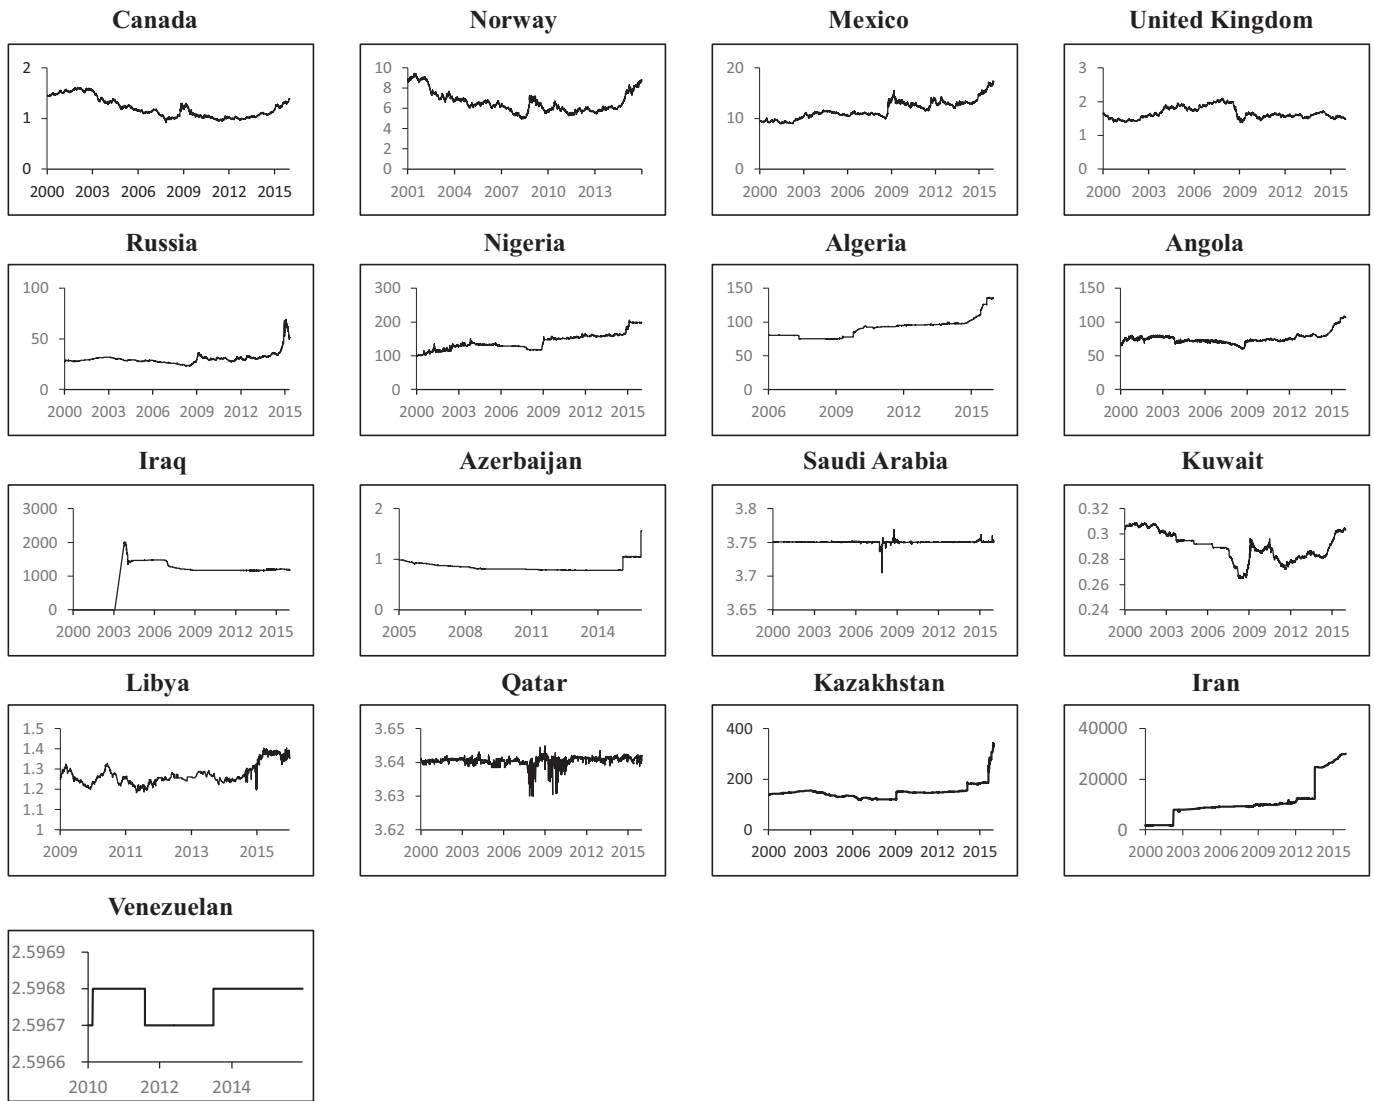 Canada
2
1
0
2000 2003 2006 2009 2012 2015
Norway
10
8
6
4
2
0
2001 2004 2007 2010 2013
Mexico
20
10
0
2000 2003 2006 2009 2012 2015
United Kingdom
3
2
1
0
2000 2003 2006 2009 2012 2015
Russia
100
50
0
2000 2003 2006 2009 2012 2015
Nigeria
300
200
100
0
2000 2003 2006 2009 2012 2015
Algeria
150
100
50
0
2006 2009 2012 2015
Angola
150
100
50
0
2000 2003 2006 2009 2012 2015
Iraq
3000
2000
1000
0
2000 2003 2006 2009 2012 2015
Azerbaijan
2
1
0
2005 2008 2011 2014
Saudi Arabia
3.8
3.75
3.7
3.65
2000 2003 2006 2009 2012 2015
Kuwait
0.32
0.3
0.28
0.26
0.24
2000 2003 2006 2009 2012 2015
Libya
1.5
1.4
1.3
1.2
1.1
1
2009 2011 2013 2015
Qatar
3.65
3.64
3.63
3.62
2000 2003 2006 2009 2012 2015
Kazakhstan
400
200
0
2000 2003 2006 2009 2012 2015
Iran
40000
20000
0
2000 2003 2006 2009 2012 2015
Venezuelan
2.5969
2.5968
2.5967
2.5966
2010 2012 2014